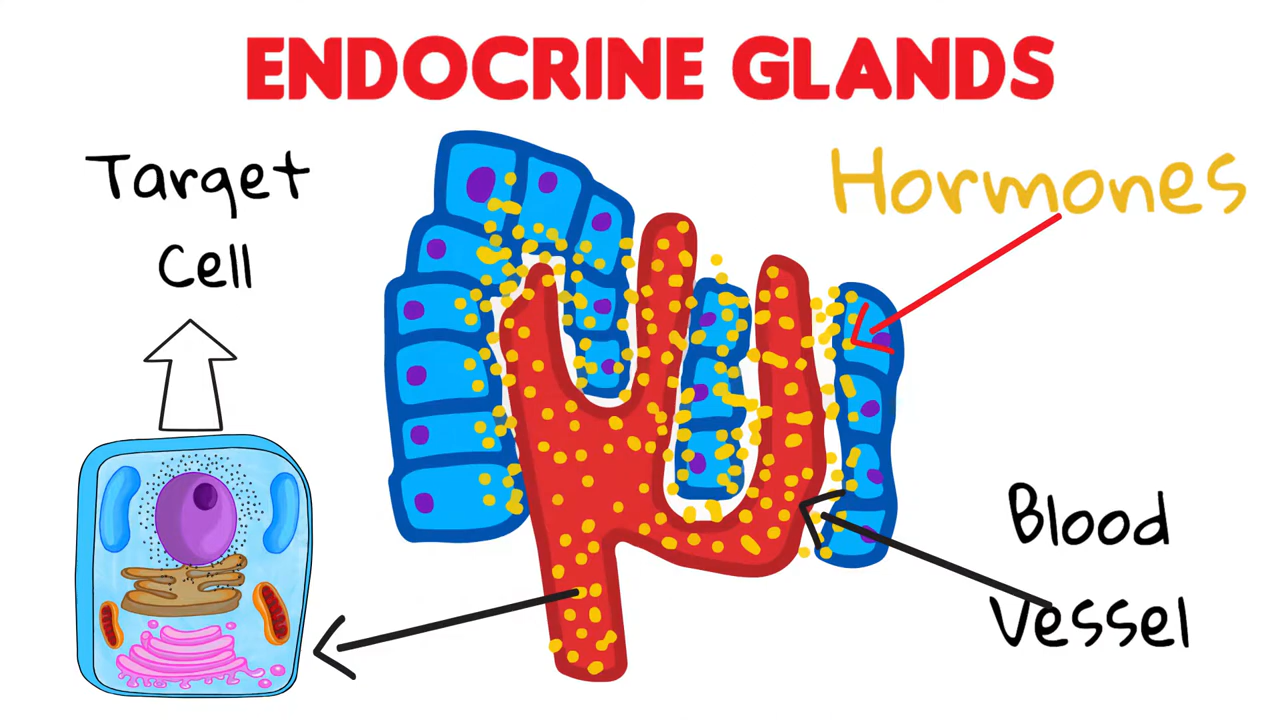 ENDOCRINE GLANDS
Target
Cell
Hormones
Blood
Vessel